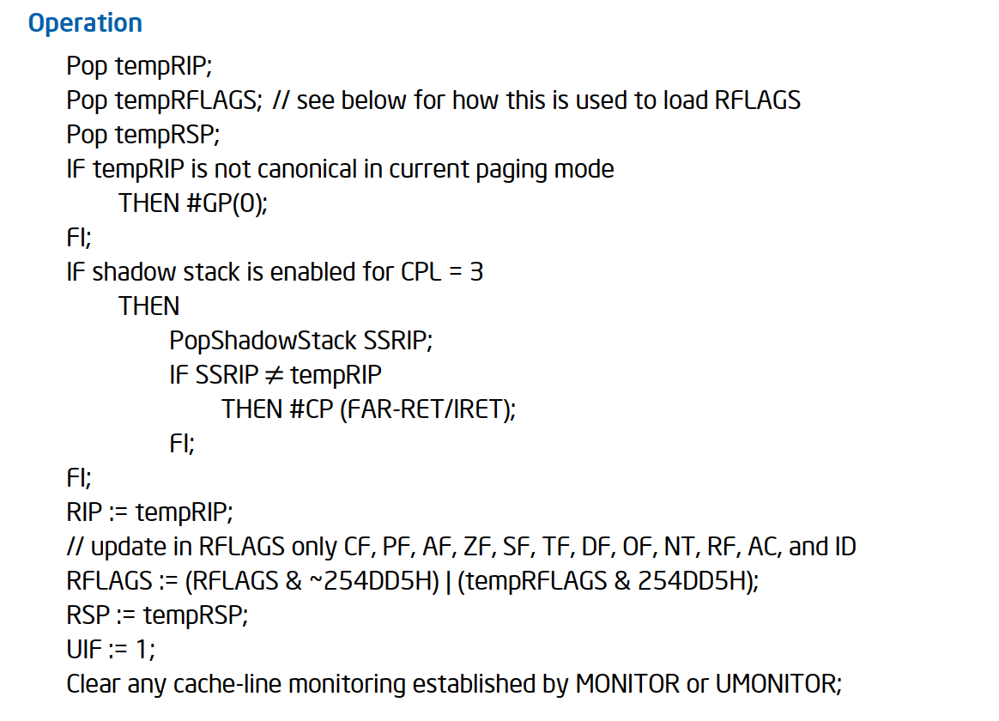 Operation
Pop tempRIP;
Pop tempRFLAGS; // see below for how this is used to load RFLAGS
Pop tempRSP;
IF tempRIP is not canonical in current paging mode
THEN #GP(0);
FI;
IF shadow stack is enabled for CPL = 3
THEN
PopShadowStack SSRIP;
IF SSRIP ≠ tempRIP
THEN #CP (FAR-RET/IRET);
FI;
FI;
RIP := tempRIP;
// update in RFLAGS only CF, PF, AF, ZF, SF, TF, DF, OF, NT, RF, AC, and ID
RFLAGS := (RFLAGS & ~254DD5H) | (tempRFLAGS & 254DD5H);
RSP := tempRSP;
UIF := 1;
Clear any cache-line monitoring established by MONITOR or UMONITOR;